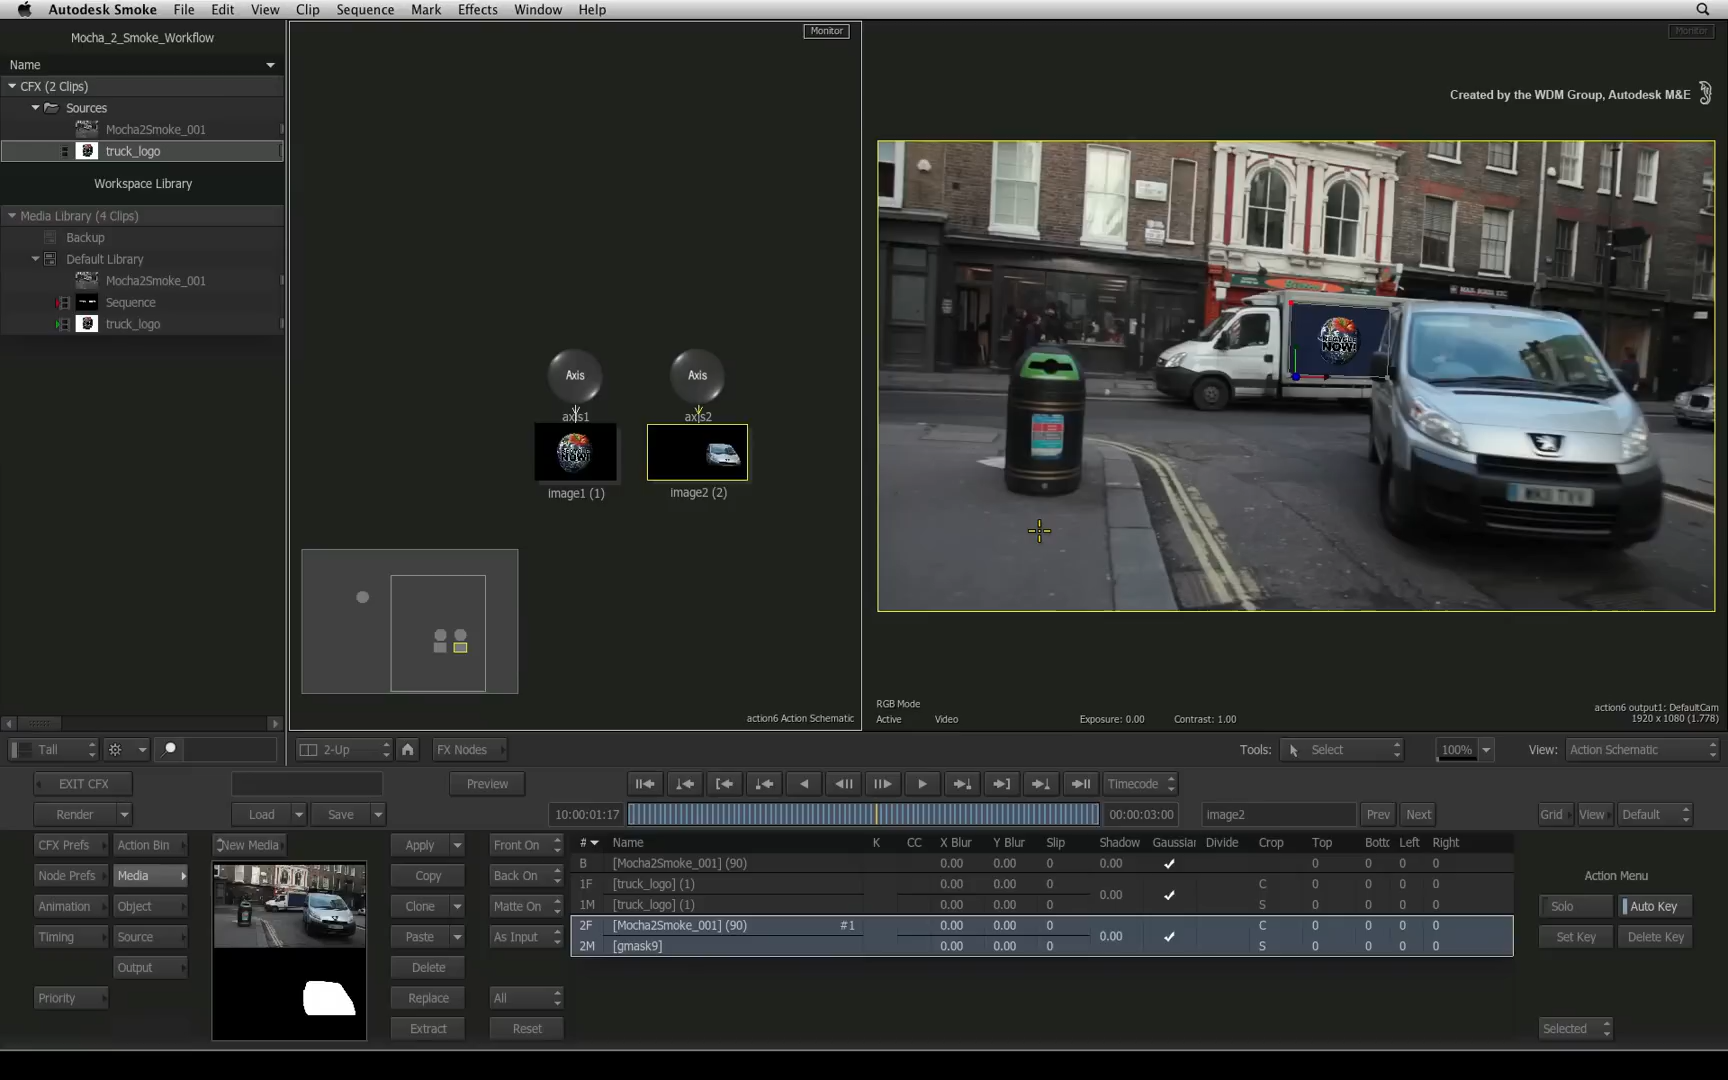 Autodesk Smoke File Edit View Clip Sequence Mark Effects Window Help
Mocha_2_Smoke_Workflow
Name
CFX (2 Clips)
Sources
Mocha2Smoke_001
truck_logo
Workspace Library
Media Library (4 Clips)
Backup
Default Library
Mocha2Smoke_001
Sequence
truck_logo
Monitor
Axis Axis
axis1 axis2
image1 (1) image2 (2)
action6 Action Schematic
Monitor
Created by the WDM Group, Autodesk M&E
RECYCLE
NOW!
RGB Mode
Active Video Exposure: 0.00 Contrast: 1.00
action6 output1: DefaultCam
1920 x 1080 (1.778)
Tall 2-Up FX Nodes Tools: Select 100% View: Action Schematic
EXIT CFX Preview Timecode
Render Load Save 10:00:01:17 00:00:03:00 Image2 Prev Next Grid View Default
CFX Prefs Action Bin New Media Apply Front On
Node Prefs Media Copy Back On
Animation Object Clone Matte On
Timing Source Paste As Input
Output Delete
Priority Replace All
Extract Reset
# Name K CC X Blur Y Blur Slip Shadow Gaussiar Divide Crop Top Bottc Left Right
B [Mocha2Smoke_001] (90) 0.00 0.00 0 0.00 0 0 0 0
1F [truck_logo] (1) 0.00 0.00 0 C 0 0 0 0
0.00
1M [truck_logo] (1) 0.00 0.00 0 S 0 0 0 0
2F [Mocha2Smoke_001] (90) #1 0.00 0.00 0 C 0 0 0 0
0.00
2M [gmask9] 0.00 0.00 0 S 0 0 0 0
Action Menu
Solo Auto Key
Set Key Delete Key
Selected